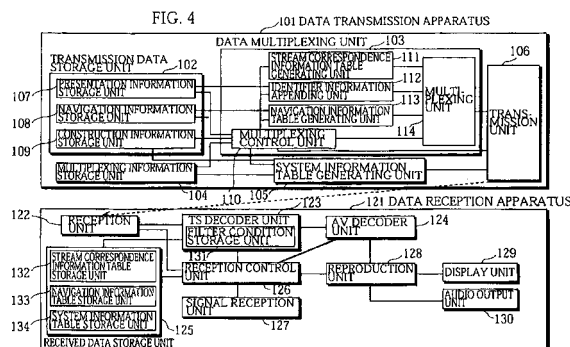 FIG. 4
101 DATA TRANSMISSION APPARATUS
DATA MULTIPLEXING UNIT
103
TRANSMISSION DATA
STORAGE UNIT
102
107
PRESENTATION INFORMATION
STORAGE UNIT
108
NAVIGATION INFORMATION
STORAGE UNIT
109
CONSTRUCTION INFORMATION
STORAGE UNIT
MULTIPLEXING INFORMATION
STORAGE UNIT
104
STREAM CORRESPONDENCE
INFORMATION TABLE
GENERATING UNIT
111
IDENTIFIER INFORMATION
APPENDING UNIT
112
NAVIGATION INFORMATION
TABLE GENERATING UNIT
113
MULTIPLEXING
CONTROL UNIT
110
114
MULTI-
PLEXING
UNIT
SYSTEM INFORMATION
TABLE GENERATING UNIT
105
106
TRANS-
MISSION
UNIT
121 DATA RECEPTION APPARATUS
122
RECEPTION
UNIT
123
TS DECODER UNIT
FILTER CONDITION
STORAGE UNIT
131
AV DECODER
UNIT
124
RECEPTION CONTROL
UNIT
126
SIGNAL RECEPTION
UNIT
127
REPRODUCTION
UNIT
128
129
DISPLAY UNIT
AUDIO OUTPUT
UNIT
130
132
STREAM CORRESPONDENCE
INFORMATION TABLE
STORAGE UNIT
133
NAVIGATION INFORMATION
TABLE STORAGE UNIT
134
SYSTEM INFORMATION
TABLE STORAGE UNIT
125
RECEIVED DATA STORAGE UNIT